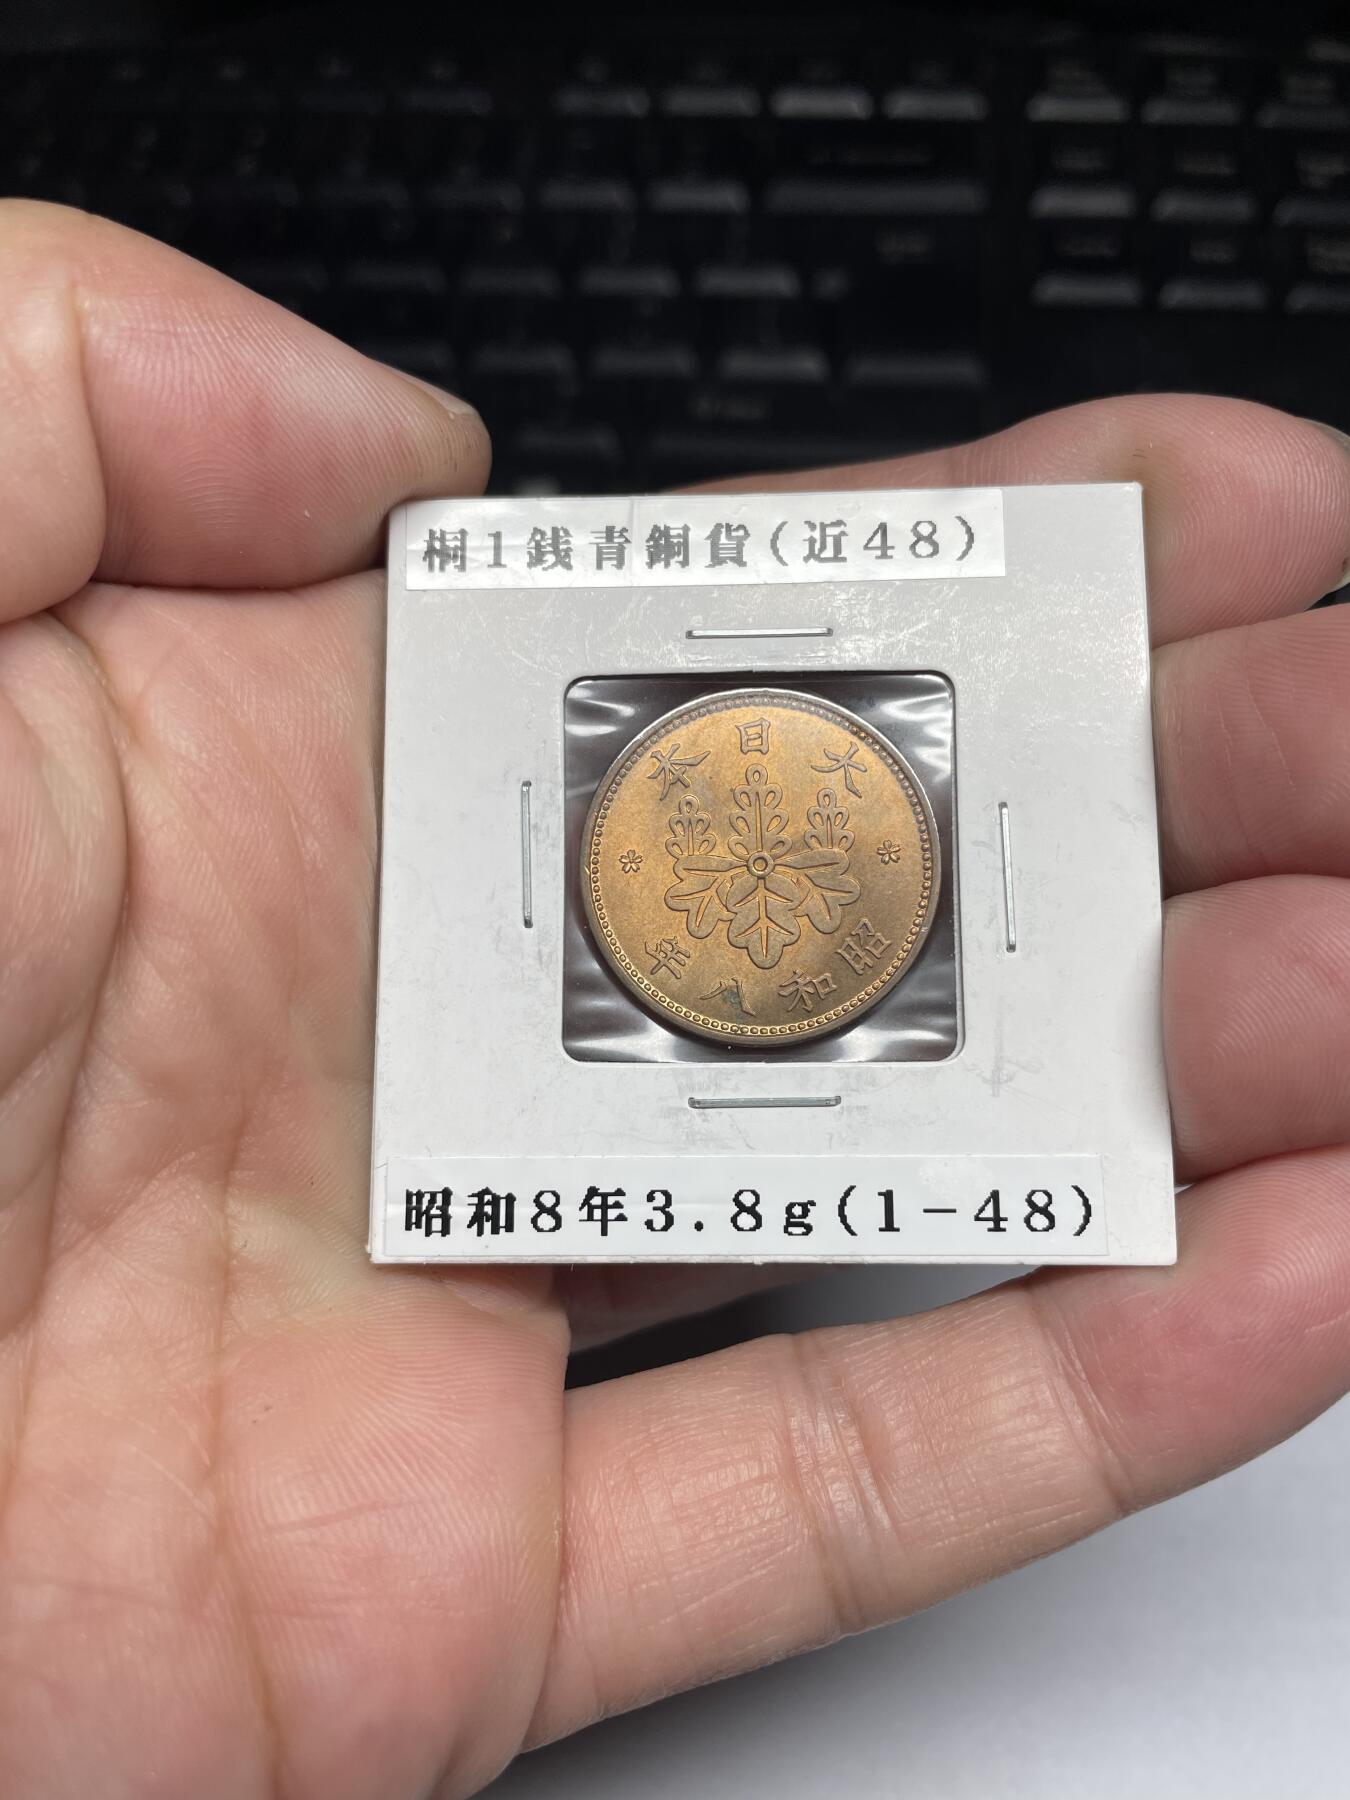 桐1銭青銅貨(近48)
大日本
昭和八年
昭和8年3.8g(1-48)